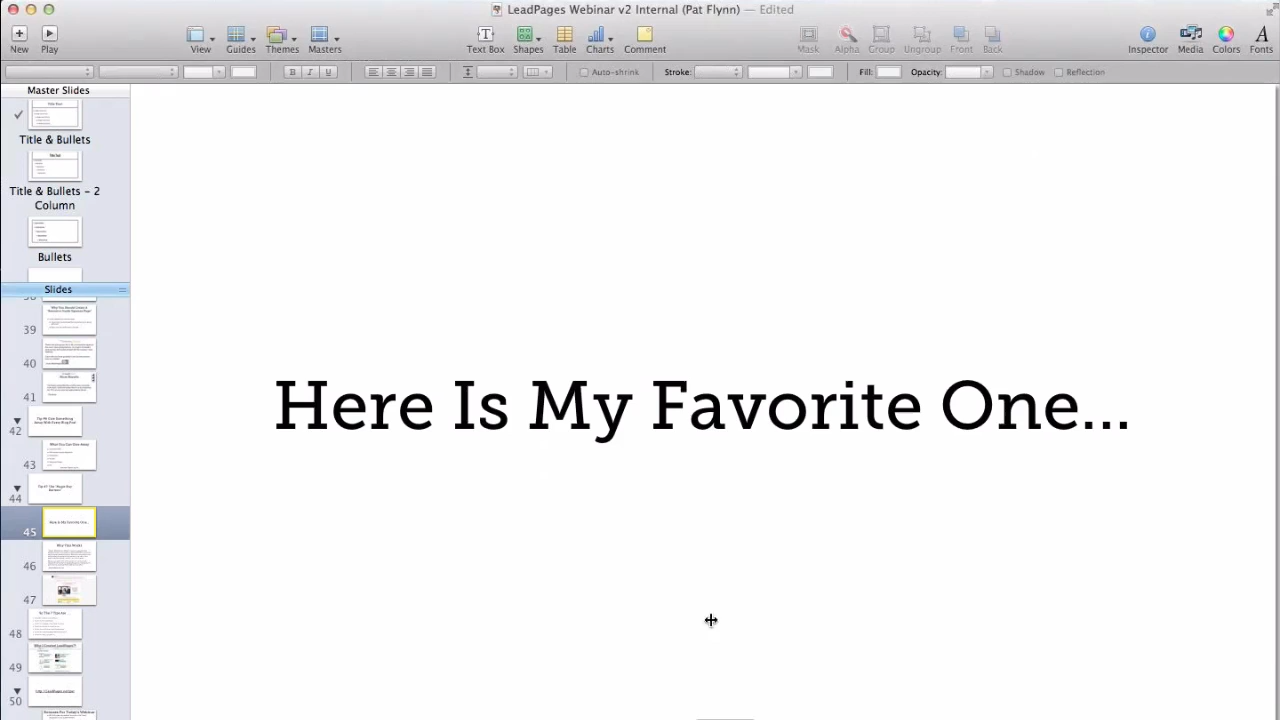 LeadPages Webinar v2 Internal (Pat Flynn) — Edited
New Play View Guides Themes Masters Text Box Shapes Table Charts Comment Mask Alpha Group Ungroup Front Back Inspector Media Colors Fonts
B I U Auto-shrink Stroke: Fill: Opacity: Shadow Reflection
Master Slides
Title & Bullets
Title & Bullets – 2
Column
Bullets
Slides
39
40
41
42
43
44
45
46
47
48
49
50
Here Is My Favorite One...